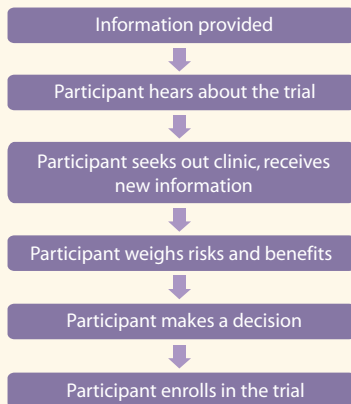 Information provided
Participant hears about the trial
Participant seeks out clinic, receives
new information
Participant weighs risks and benefits
Participant makes a decision
Participant enrolls in the trial